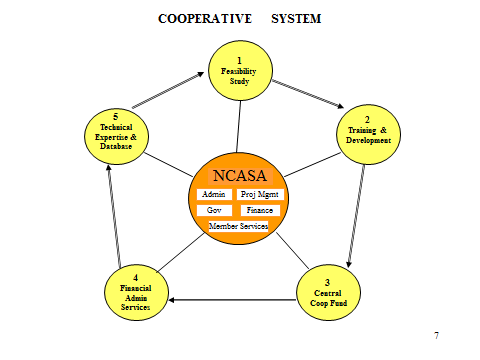 COOPERATIVE SYSTEM
1
Feasibility
Study
2
Training &
Development
5
Technical
Expertise &
Database
NCASA
Admin
Proj Mgmt
Gov
Finance
Member Services
4
Financial
Admin
Services
3
Central
Coop Fund
7